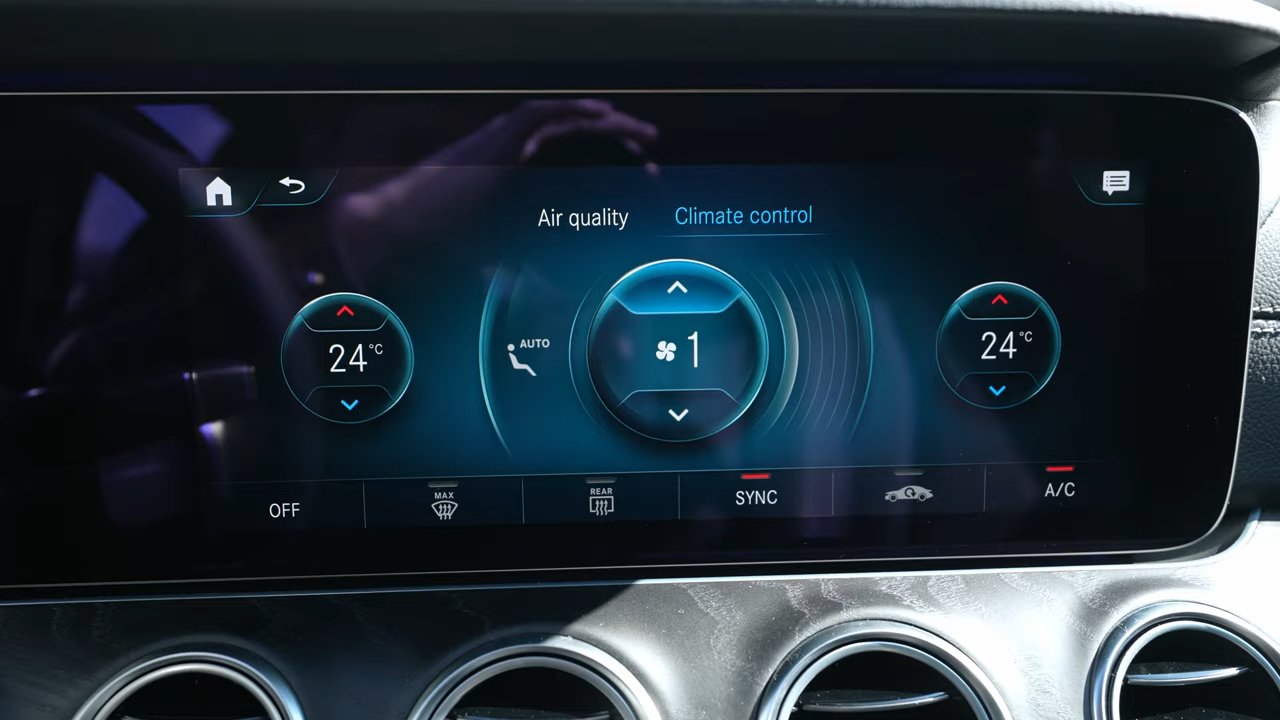 Air quality Climate control
AUTO
24°C 1 24°C
OFF MAX REAR SYNC A/C